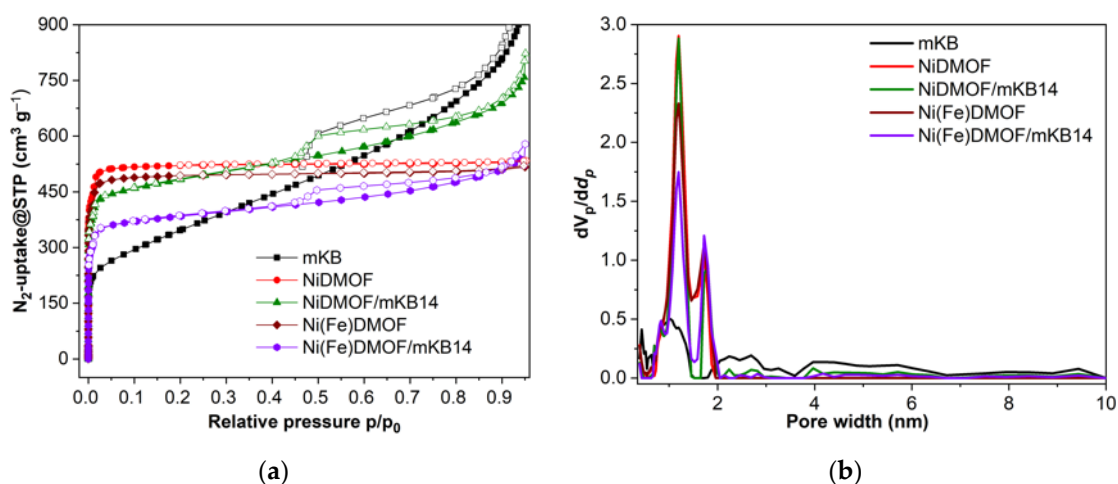 900
750
600
450
300
150
0
N₂-uptake@STP (cm³ g⁻¹)
mKB
NiDMOF
NiDMOF/mKB14
Ni(Fe)DMOF
Ni(Fe)DMOF/mKB14
0.0 0.1 0.2 0.3 0.4 0.5 0.6 0.7 0.8 0.9
Relative pressure p/p₀
(a)
3.0
2.5
2.0
1.5
1.0
0.5
0.0
dVₚ/ddₚ
mKB
NiDMOF
NiDMOF/mKB14
Ni(Fe)DMOF
Ni(Fe)DMOF/mKB14
2 4 6 8 10
Pore width (nm)
(b)